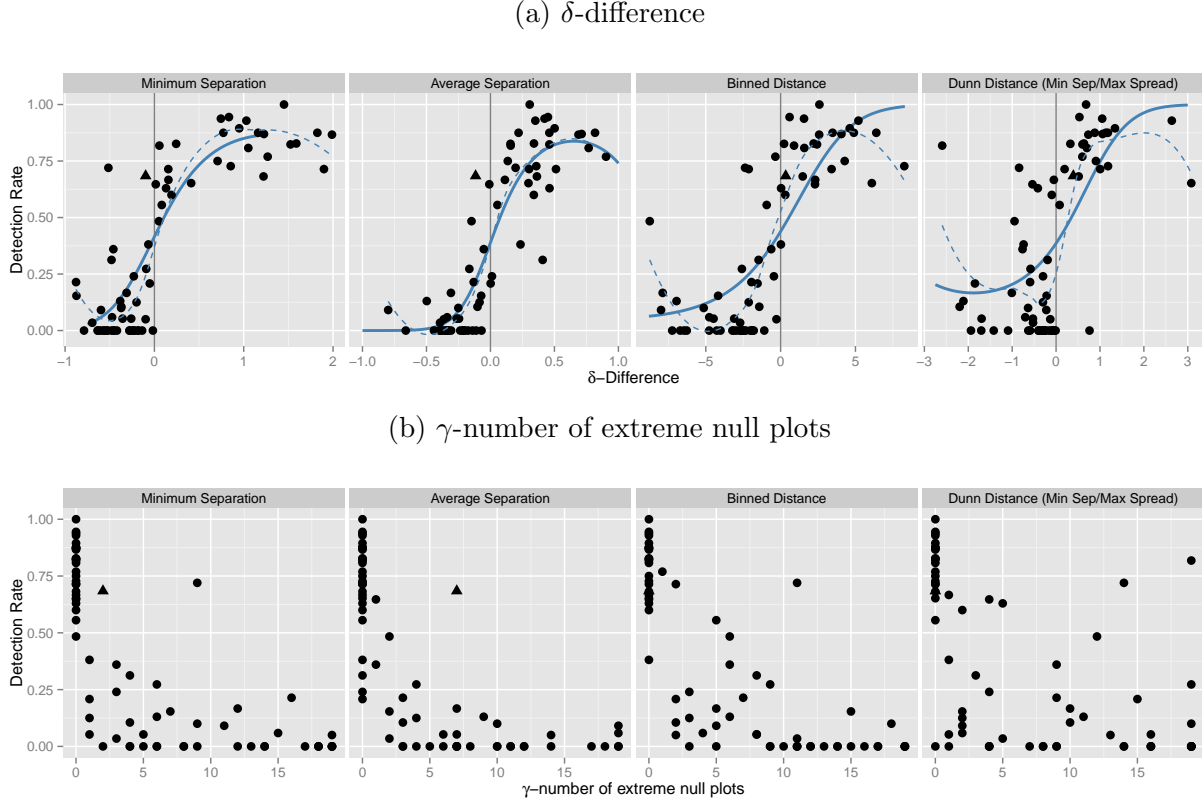 (a) δ-difference
Minimum Separation Average Separation Binned Distance Dunn Distance (Min Sep/Max Spread)
1.00
0.75
0.50
0.25
0.00
Detection Rate
−1 0 1 2 −1.0 −0.5 0.0 0.5 1.0 −5 0 5 −3 −2 −1 0 1 2 3
δ−Difference
(b) γ-number of extreme null plots
Minimum Separation Average Separation Binned Distance Dunn Distance (Min Sep/Max Spread)
1.00
0.75
0.50
0.25
0.00
Detection Rate
0 5 10 15 0 5 10 15 0 5 10 15 0 5 10 15
γ−number of extreme null plots